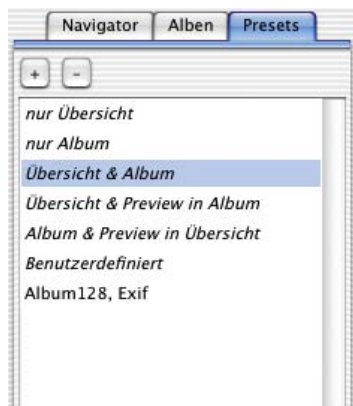 Navigator Alben Presets
+ -
nur Übersicht
nur Album
Übersicht & Album
Übersicht & Preview in Album
Album & Preview in Übersicht
Benutzerdefiniert
Album128, Exif